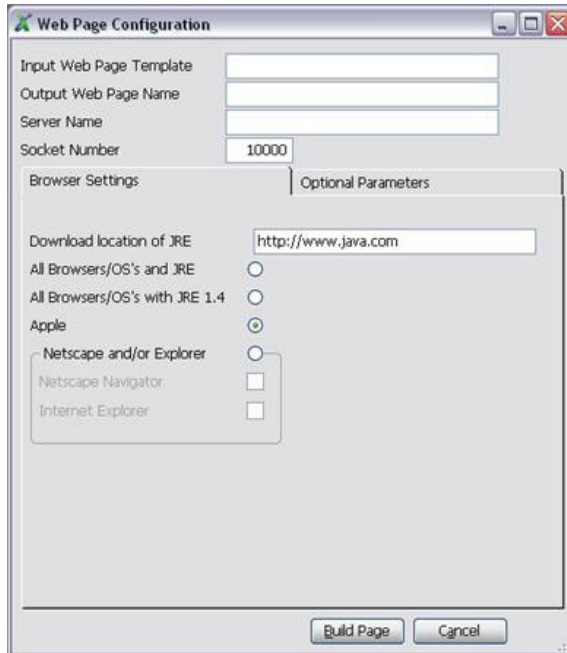 Web Page Configuration
Input Web Page Template
Output Web Page Name
Server Name
Socket Number 10000
Browser Settings Optional Parameters
Download location of JRE http://www.java.com
All Browsers/OS's and JRE
All Browsers/OS's with JRE 1.4
Apple
Netscape and/or Explorer
Netscape Navigator
Internet Explorer
Build Page Cancel